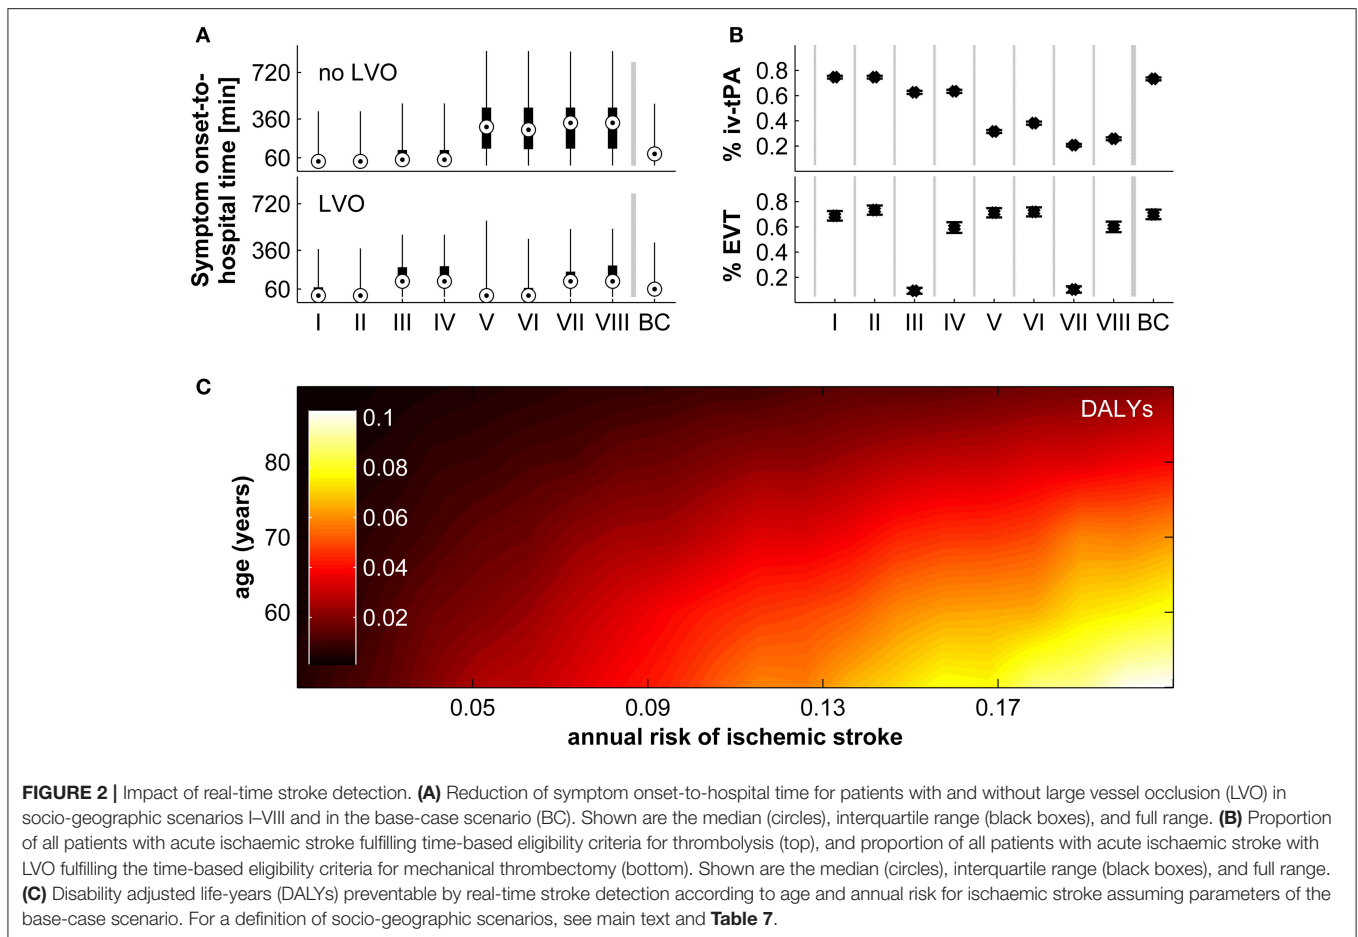 A
Symptom onset-to-
hospital time [min]
no LVO
720
360
60
LVO
720
360
60
I II III IV V VI VII VIII BC
B
% iv-tPA
0.8
0.6
0.4
0.2
% EVT
0.8
0.6
0.4
0.2
I II III IV V VI VII VIII BC
C
DALYs
0.1
0.08
0.06
0.04
0.02
age (years)
80
70
60
0.05 0.09 0.13 0.17
annual risk of ischemic stroke
FIGURE 2 | Impact of real-time stroke detection. (A) Reduction of symptom onset-to-hospital time for patients with and without large vessel occlusion (LVO) in
socio-geographic scenarios I–VIII and in the base-case scenario (BC). Shown are the median (circles), interquartile range (black boxes), and full range. (B) Proportion
of all patients with acute ischaemic stroke fulfilling time-based eligibility criteria for thrombolysis (top), and proportion of all patients with acute ischaemic stroke with
LVO fulfilling the time-based eligibility criteria for mechanical thrombectomy (bottom). Shown are the median (circles), interquartile range (black boxes), and full range.
(C) Disability adjusted life-years (DALYs) preventable by real-time stroke detection according to age and annual risk for ischaemic stroke assuming parameters of the
base-case scenario. For a definition of socio-geographic scenarios, see main text and Table 7.